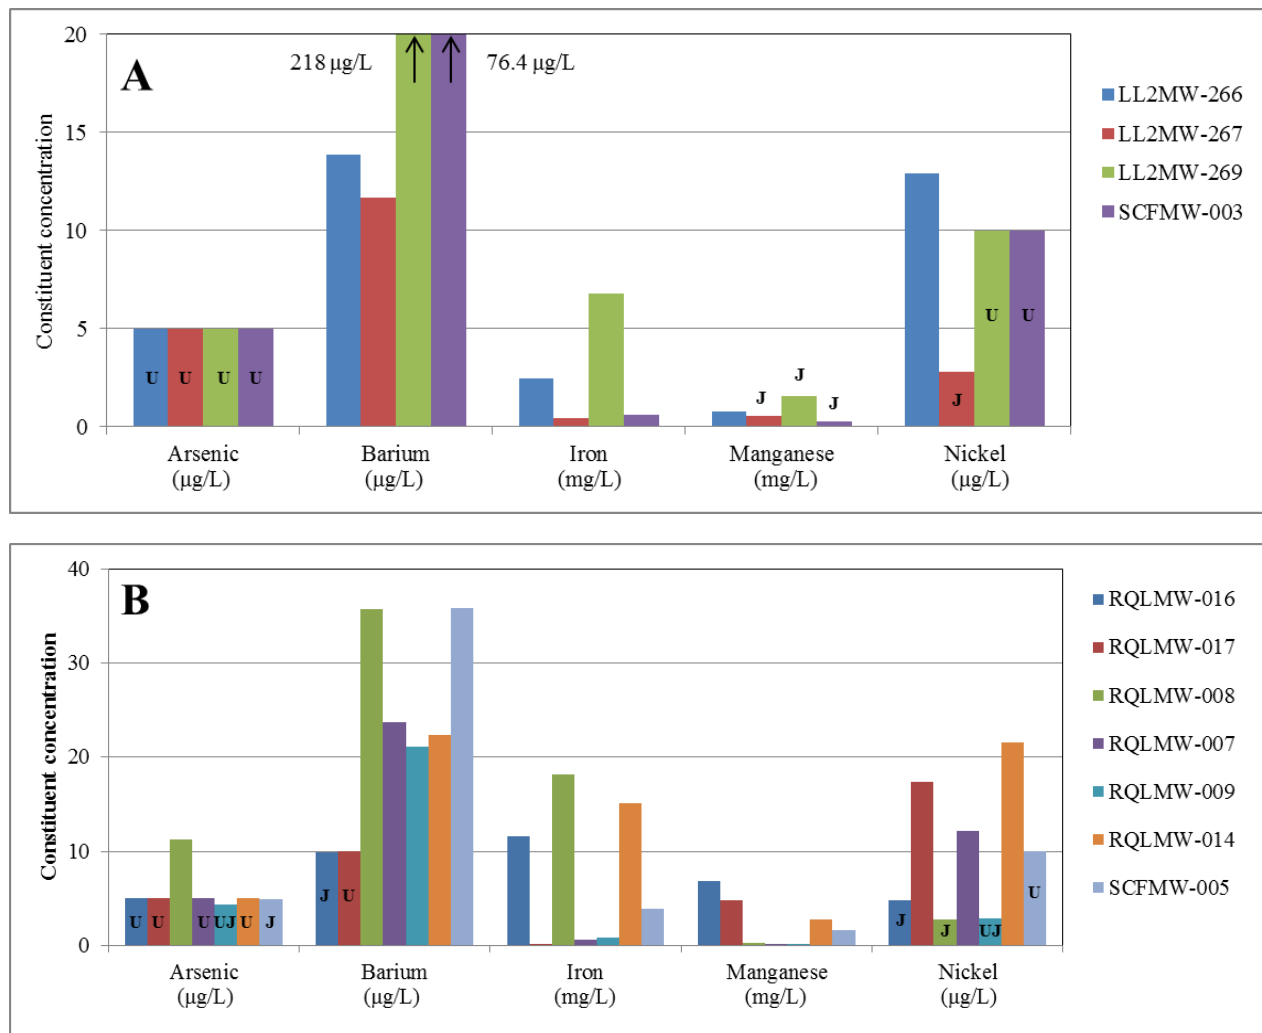 A
218 µg/L
76.4 µg/L
Constituent concentration
20
15
10
5
0
U U U U
J J J
J U U
Arsenic Barium Iron Manganese Nickel
(µg/L) (µg/L) (mg/L) (mg/L) (µg/L)
LL2MW-266
LL2MW-267
LL2MW-269
SCFMW-003
B
Constituent concentration
40
30
20
10
0
U U U UJ U J
J U
J J UJ U
Arsenic Barium Iron Manganese Nickel
(µg/L) (µg/L) (mg/L) (mg/L) (µg/L)
RQLMW-016
RQLMW-017
RQLMW-008
RQLMW-007
RQLMW-009
RQLMW-014
SCFMW-005